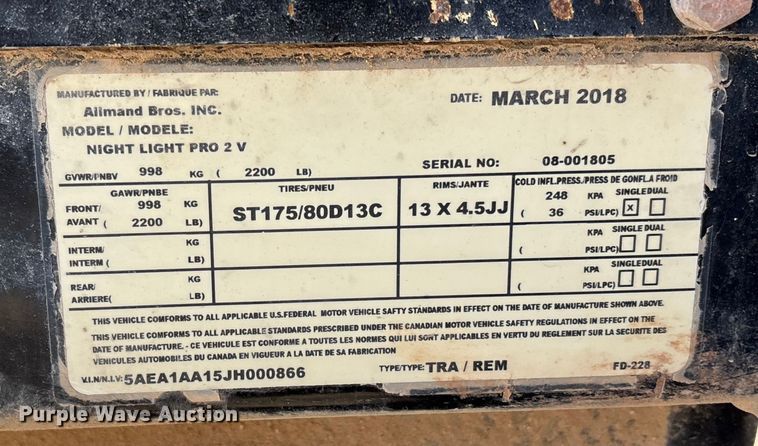 MANUFACTURED BY / FABRIQUE PAR:
Allmand Bros. INC.
DATE: MARCH 2018
MODEL / MODELE:
NIGHT LIGHT PRO 2 V
SERIAL NO: 08-001805
GVWR/PNBV 998 KG ( 2200 LB)
GAWR/PNBE TIRES/PNEU RIMS/JANTE COLD INFL.PRESS./PRESS DE GONFL.A FROID
FRONT/ 998 KG ST175/80D13C 13 X 4.5JJ 248 KPA SINGLE DUAL
AVANT ( 2200 LB) ( 36 PSI/LPC) X
INTERM/ KG KPA SINGLE DUAL
INTERM ( LB) ( PSI/LPC)
REAR/ KG KPA SINGLE DUAL
ARRIERE( LB) ( PSI/LPC)
THIS VEHICLE COMFORMS TO ALL APPLICABLE U.S.FEDERAL MOTOR VEHICLE SAFTY STANDARDS IN EFFECT ON THE DATE OF MANUFACTURE SHOWN ABOVE.
THIS VEHICLE COMFORMS TO ALL APPLICABLE STANDARDS PRESCRIBED UNDER THE CANADIAN MOTOR VEHICLE SAFETY REGULATIONS IN EFFECT ON THE
DATE OF MANUFACTURE. - CE VEHICULE EST CONFORME A TOUTES LES NORMES QUI LUI SONT APPLICABLES EN VERTU DU REGLEMENT SUR LA SECURITE DES
VEHICULES AUTOMOBILES DU CANADA EN VIGUEUR A LA DATE DE SA FABRICATION
V.I.N/N.I.V: 5AEA1AA15JH000866 TYPE/TYPE: TRA / REM FD-228
Purple Wave Auction